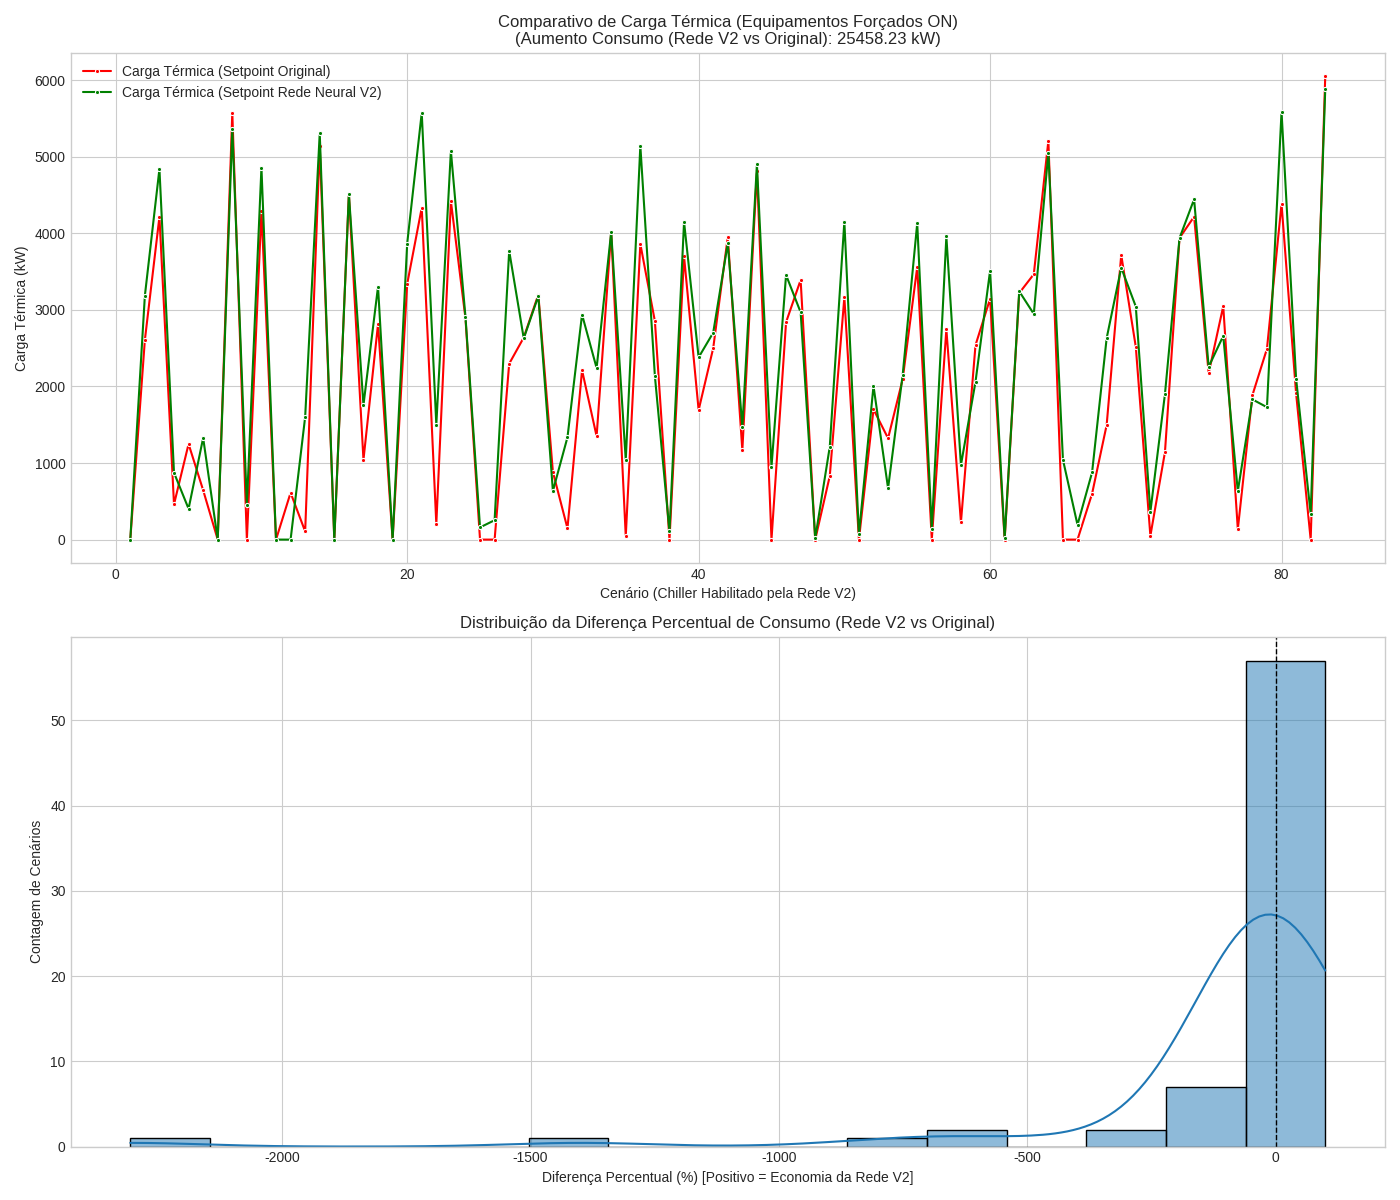 Comparativo de Carga Térmica (Equipamentos Forçados ON)
(Aumento Consumo (Rede V2 vs Original): 25458.23 kW)
Carga Térmica (Setpoint Original)
Carga Térmica (Setpoint Rede Neural V2)
6000
5000
4000
3000
2000
1000
0
Carga Térmica (kW)
0 20 40 60 80
Cenário (Chiller Habilitado pela Rede V2)
Distribuição da Diferença Percentual de Consumo (Rede V2 vs Original)
50
40
30
20
10
0
Contagem de Cenários
-2000 -1500 -1000 -500 0
Diferença Percentual (%) [Positivo = Economia da Rede V2]